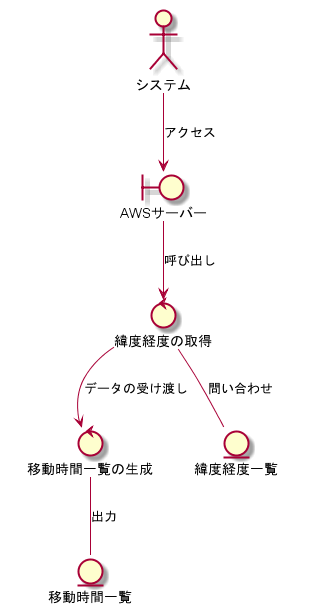 システム
アクセス
AWSサーバー
呼び出し
緯度経度の取得
データの受け渡し
問い合わせ
移動時間一覧の生成
緯度経度一覧
出力
移動時間一覧